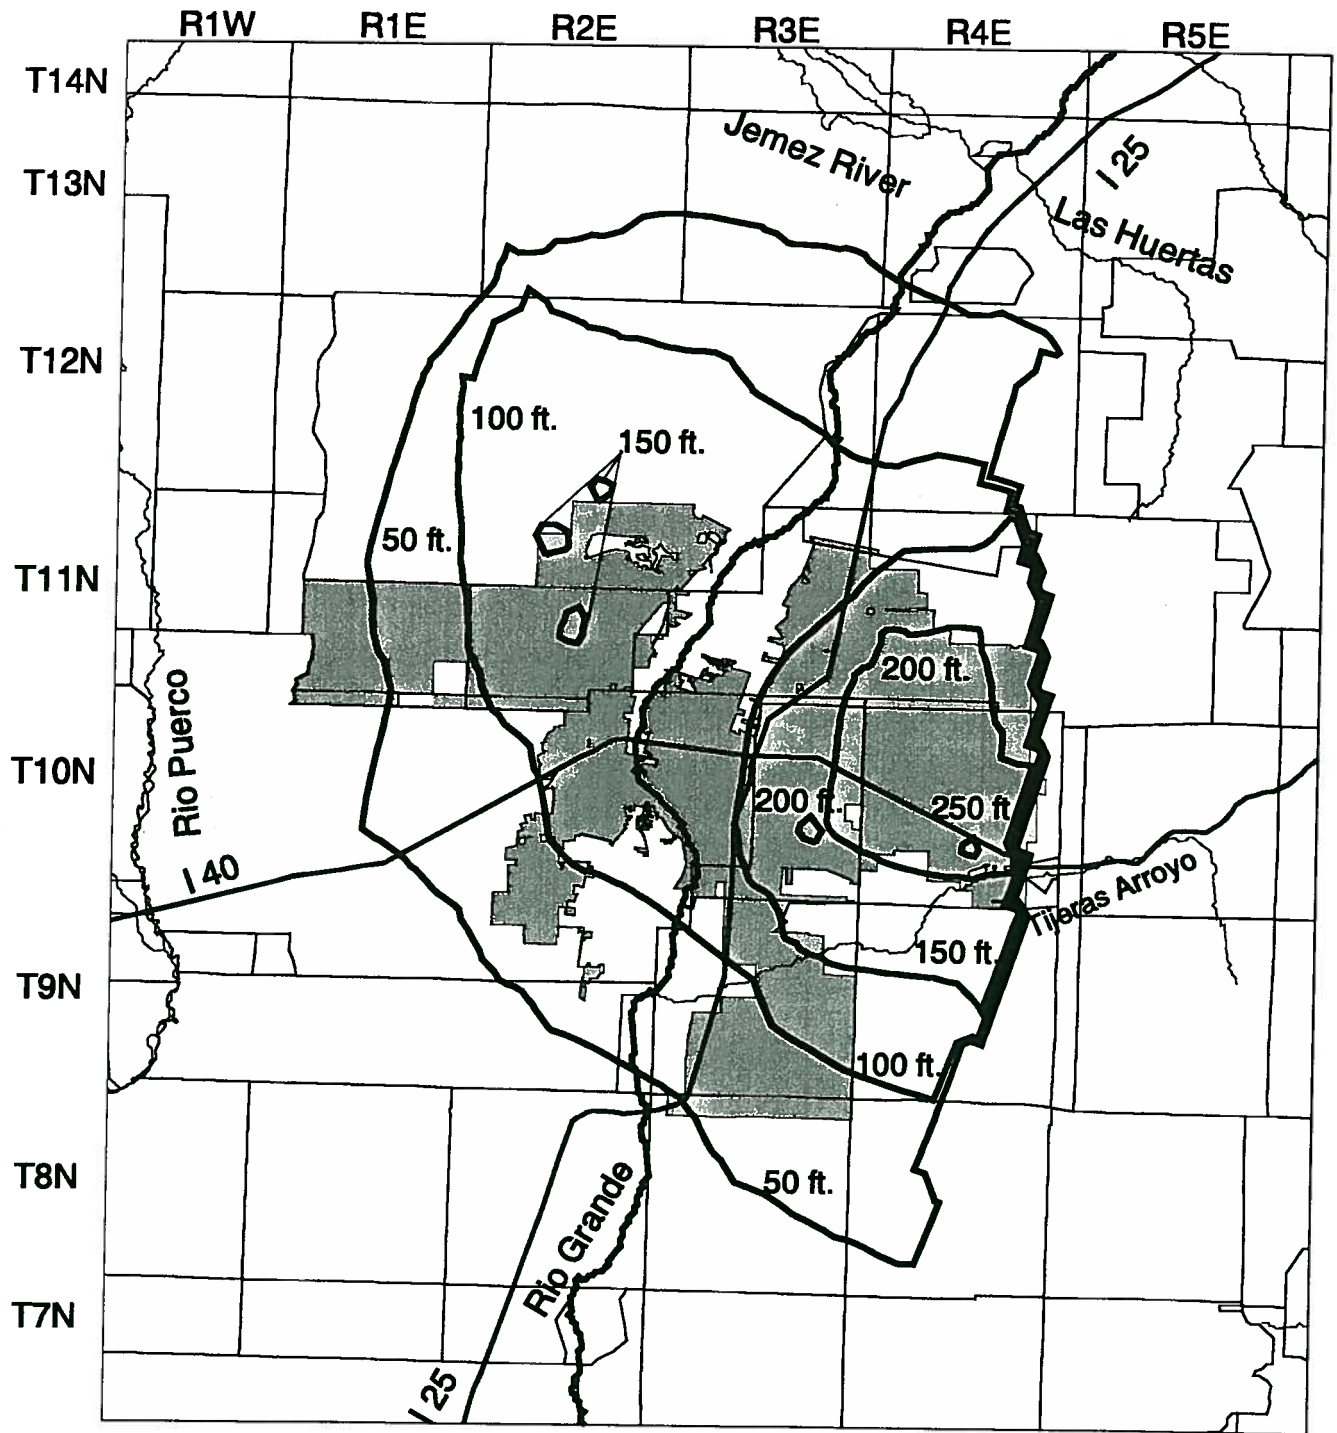 R1W
R1E
R2E
R3E
R4E
R5E
T14N
T13N
T12N
T11N
T10N
T9N
T8N
T7N
Jemez River
I 25
Las Huertas
100 ft.
150 ft.
50 ft.
200 ft.
Rio Puerco
200 ft.
250 ft
I 40
Tijeras Arroyo
150 ft.
100 ft.
50 ft.
Rio Grande
I 25